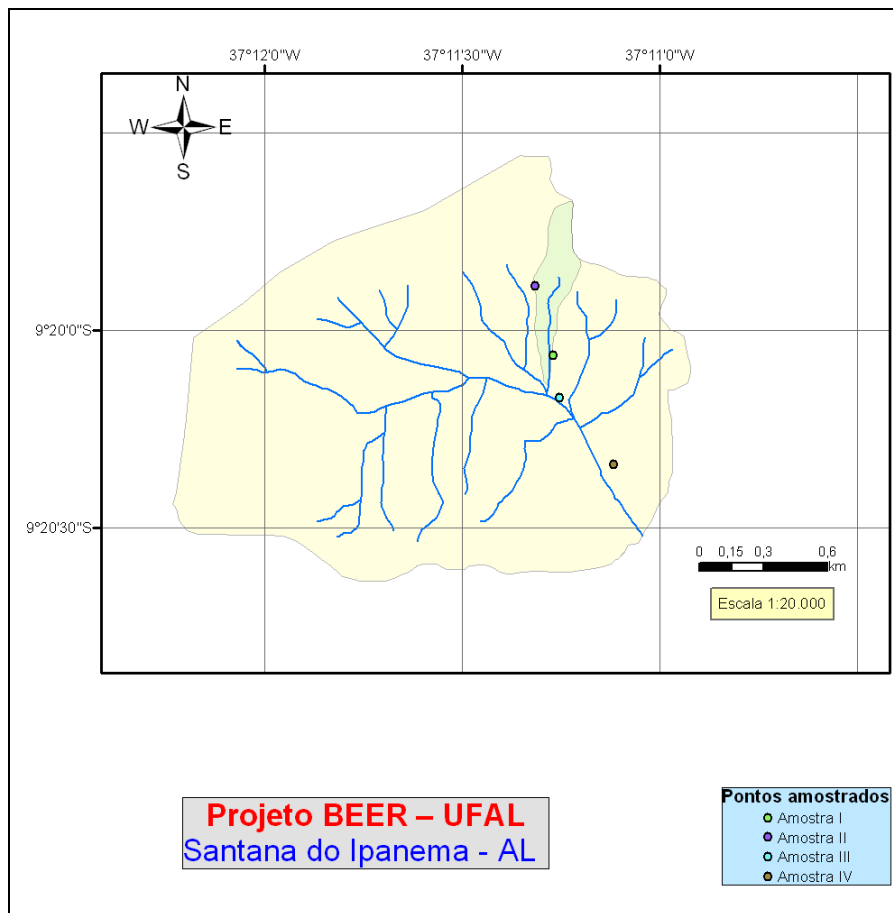 37°12'0"W 37°11'30"W 37°11'0"W
N
W E
S
9°20'0"S
9°20'30"S
0 0,15 0,3 0,6
km
Escala 1:20.000
Projeto BEER – UFAL
Santana do Ipanema - AL
Pontos amostrados
Amostra I
Amostra II
Amostra III
Amostra IV